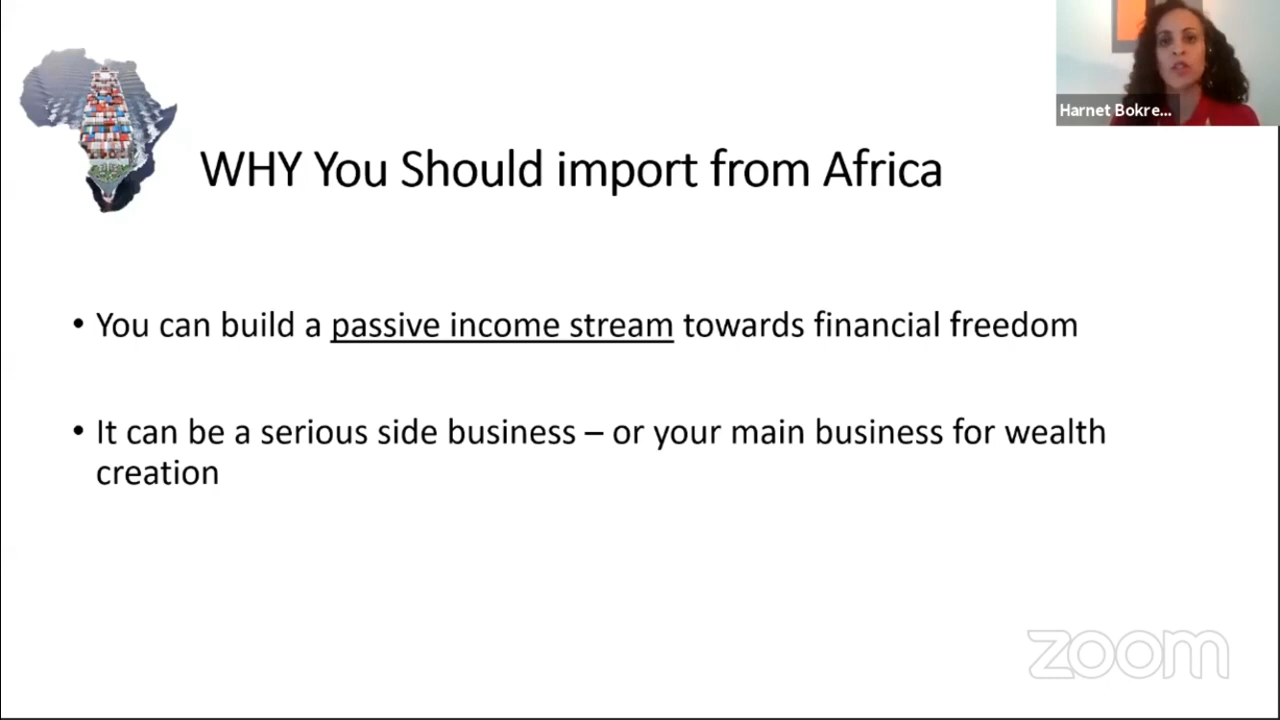 Harnet Bokre...
WHY You Should import from Africa
• You can build a passive income stream towards financial freedom
• It can be a serious side business – or your main business for wealth
creation
zoom